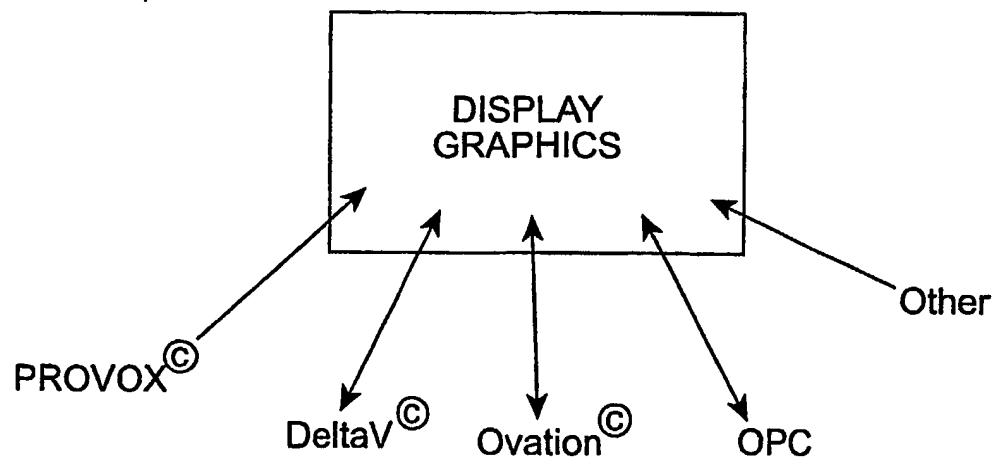 DISPLAY
GRAPHICS
Other
PROVOX©
DeltaV©
Ovation©
OPC